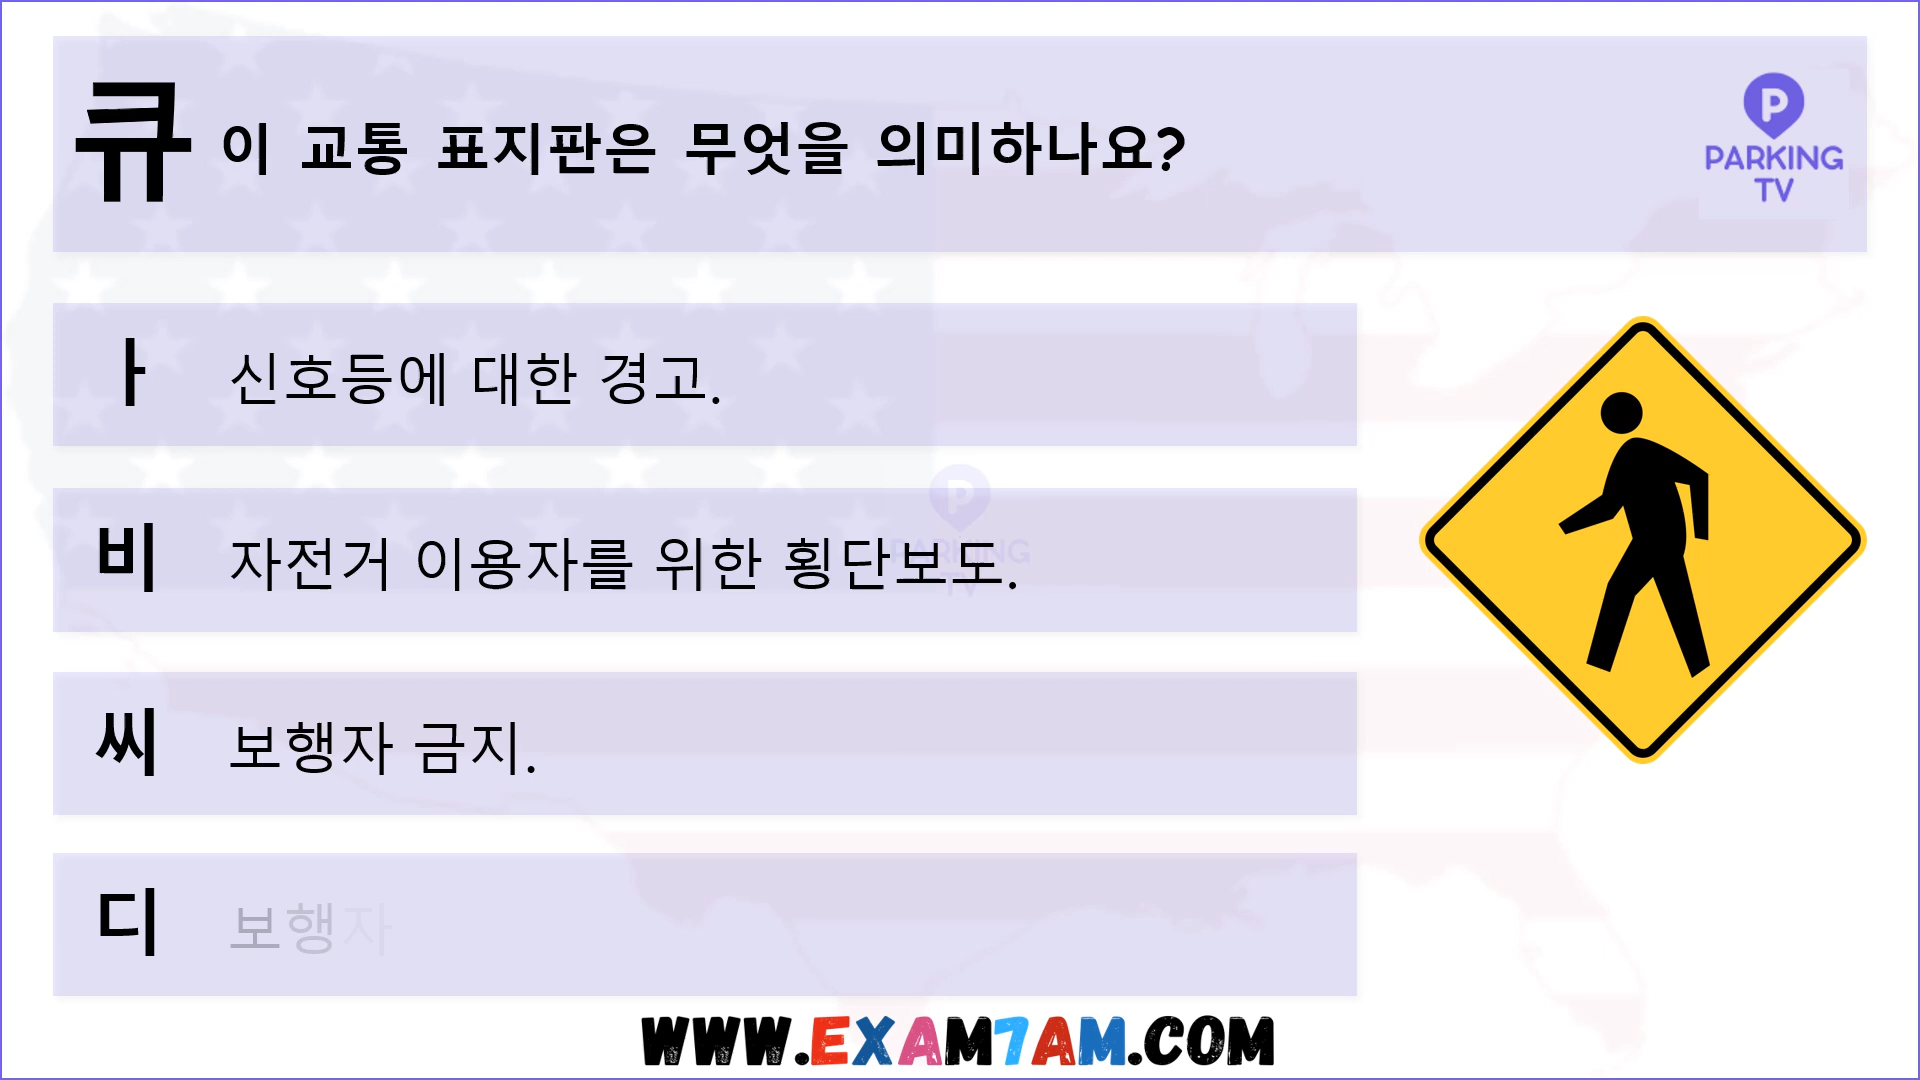 큐 이 교통 표지판은 무엇을 의미하나요?
PARKING
TV
ㅏ 신호등에 대한 경고.
비 자전거 이용자를 위한 횡단보도.
PARKING
TV
씨 보행자 금지.
디 보행자
WWW.EXAM7AM.COM